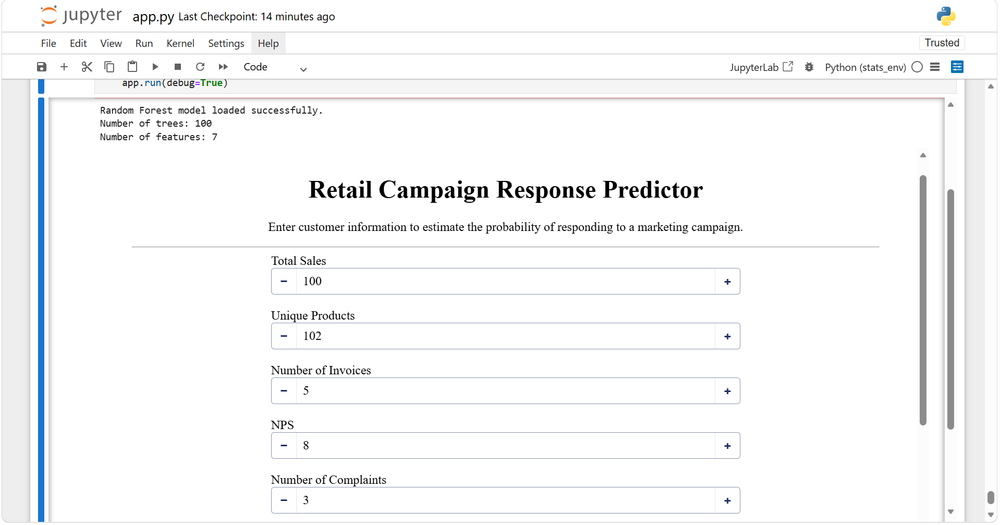 jupyter app.py Last Checkpoint: 14 minutes ago
File Edit View Run Kernel Settings Help Trusted
Code JupyterLab Python (stats_env)
app.run(debug=True)
Random Forest model loaded successfully.
Number of trees: 100
Number of features: 7
Retail Campaign Response Predictor
Enter customer information to estimate the probability of responding to a marketing campaign.
Total Sales
− 100 +
Unique Products
− 102 +
Number of Invoices
− 5 +
NPS
− 8 +
Number of Complaints
− 3 +